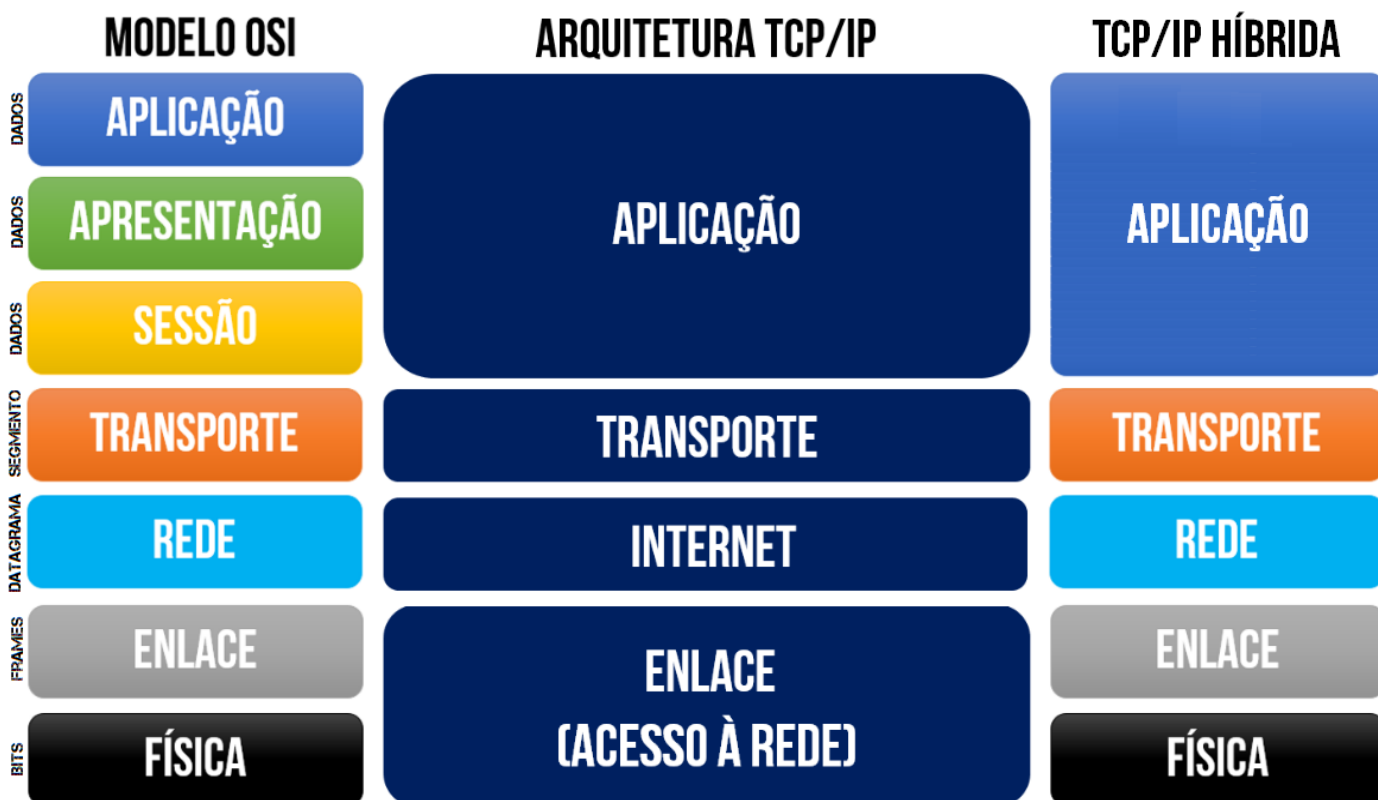 MODELO OSI
ARQUITETURA TCP/IP
TCP/IP HÍBRIDA
DADOS
APLICAÇÃO
DADOS
APRESENTAÇÃO
DADOS
SESSÃO
SEGMENTO
TRANSPORTE
DATAGRAMA
REDE
FRAMES
ENLACE
BITS
FÍSICA
APLICAÇÃO
TRANSPORTE
INTERNET
ENLACE
(ACESSO À REDE)
APLICAÇÃO
TRANSPORTE
REDE
ENLACE
FÍSICA